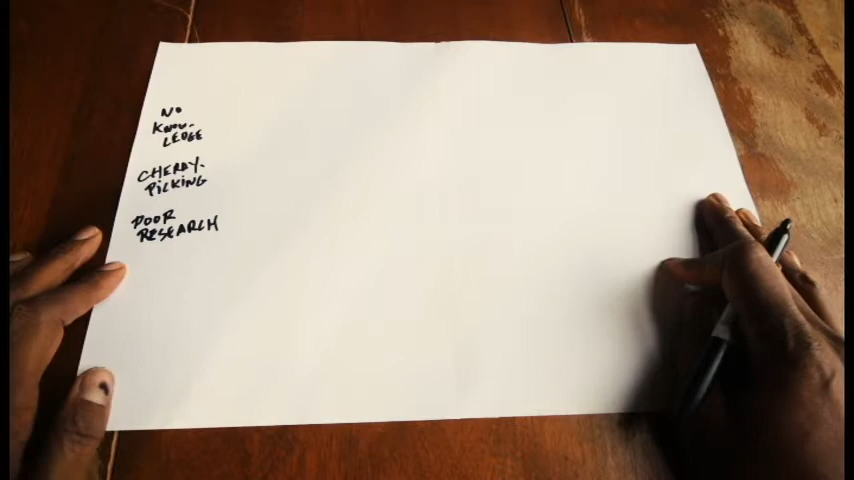 NO
KNOW-
LEDGE
CHERRY-
PICKING
POOR
RESEARCH